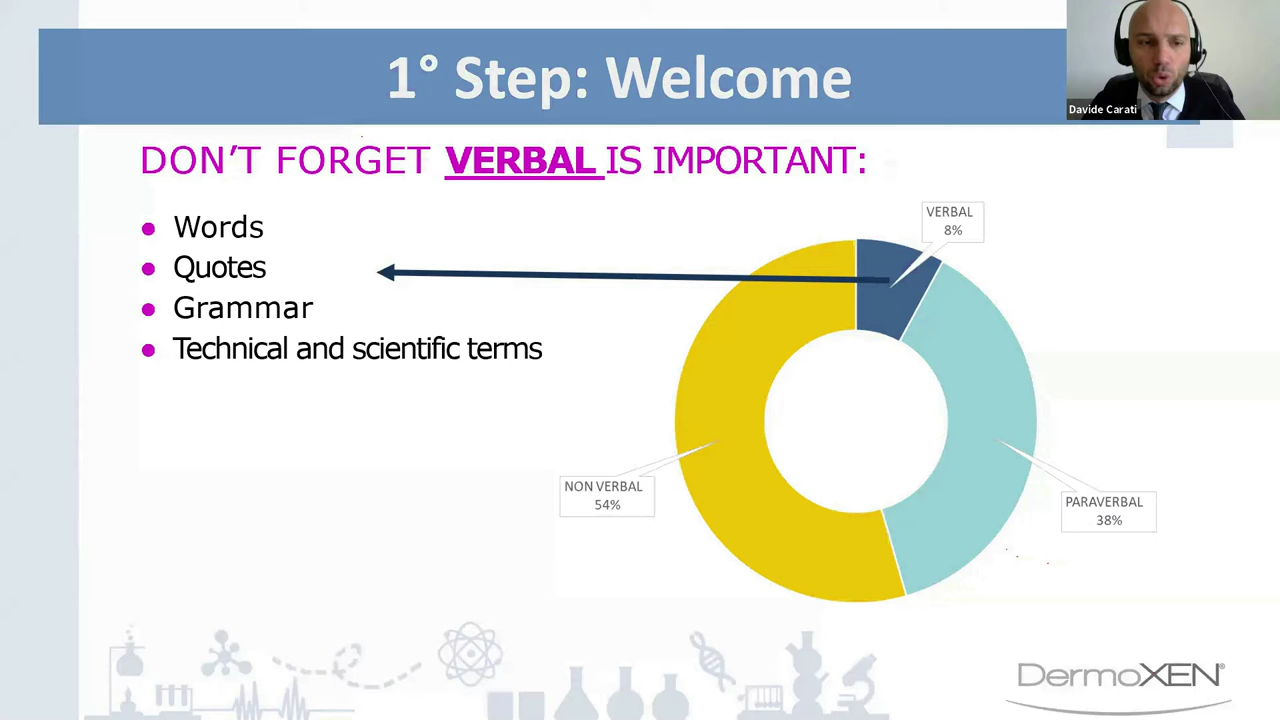 1° Step: Welcome
Davide Carati
DON'T FORGET VERBAL IS IMPORTANT:
● Words
● Quotes
● Grammar
● Technical and scientific terms
VERBAL
8%
NON VERBAL
54%
PARAVERBAL
38%
DermoXEN®